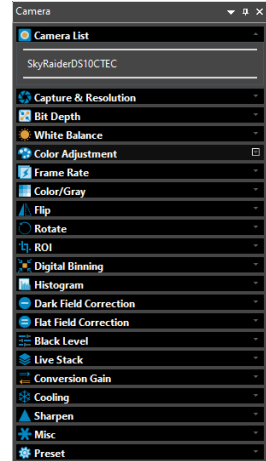 Camera
Camera List
SkyRaiderDS10CTEC
Capture & Resolution
Bit Depth
White Balance
Color Adjustment
Frame Rate
Color/Gray
Flip
Rotate
ROI
Digital Binning
Histogram
Dark Field Correction
Flat Field Correction
Black Level
Live Stack
Conversion Gain
Cooling
Sharpen
Misc
Preset